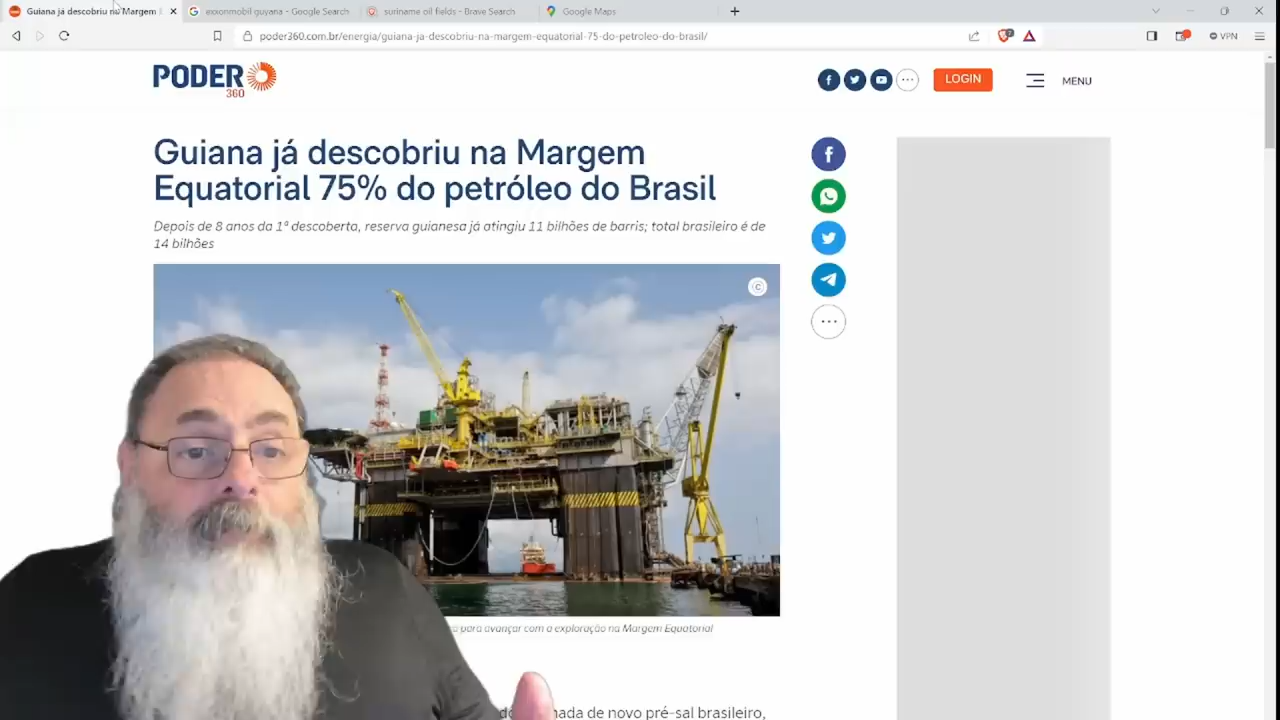 Guiana já descobriu na Margem
exxonmobil guyana - Google Search
suriname oil fields - Brave Search
Google Maps
poder360.com.br/energia/guiana-ja-descobriu-na-margem-equatorial-75-do-petroleo-do-brasil/
VPN
PODER
360
LOGIN
MENU
Guiana já descobriu na Margem
Equatorial 75% do petróleo do Brasil
Depois de 8 anos da 1ª descoberta, reserva guianesa já atingiu 11 bilhões de barris; total brasileiro é de
14 bilhões
para avançar com a exploração na Margem Equatorial
de novo pré-sal brasileiro,